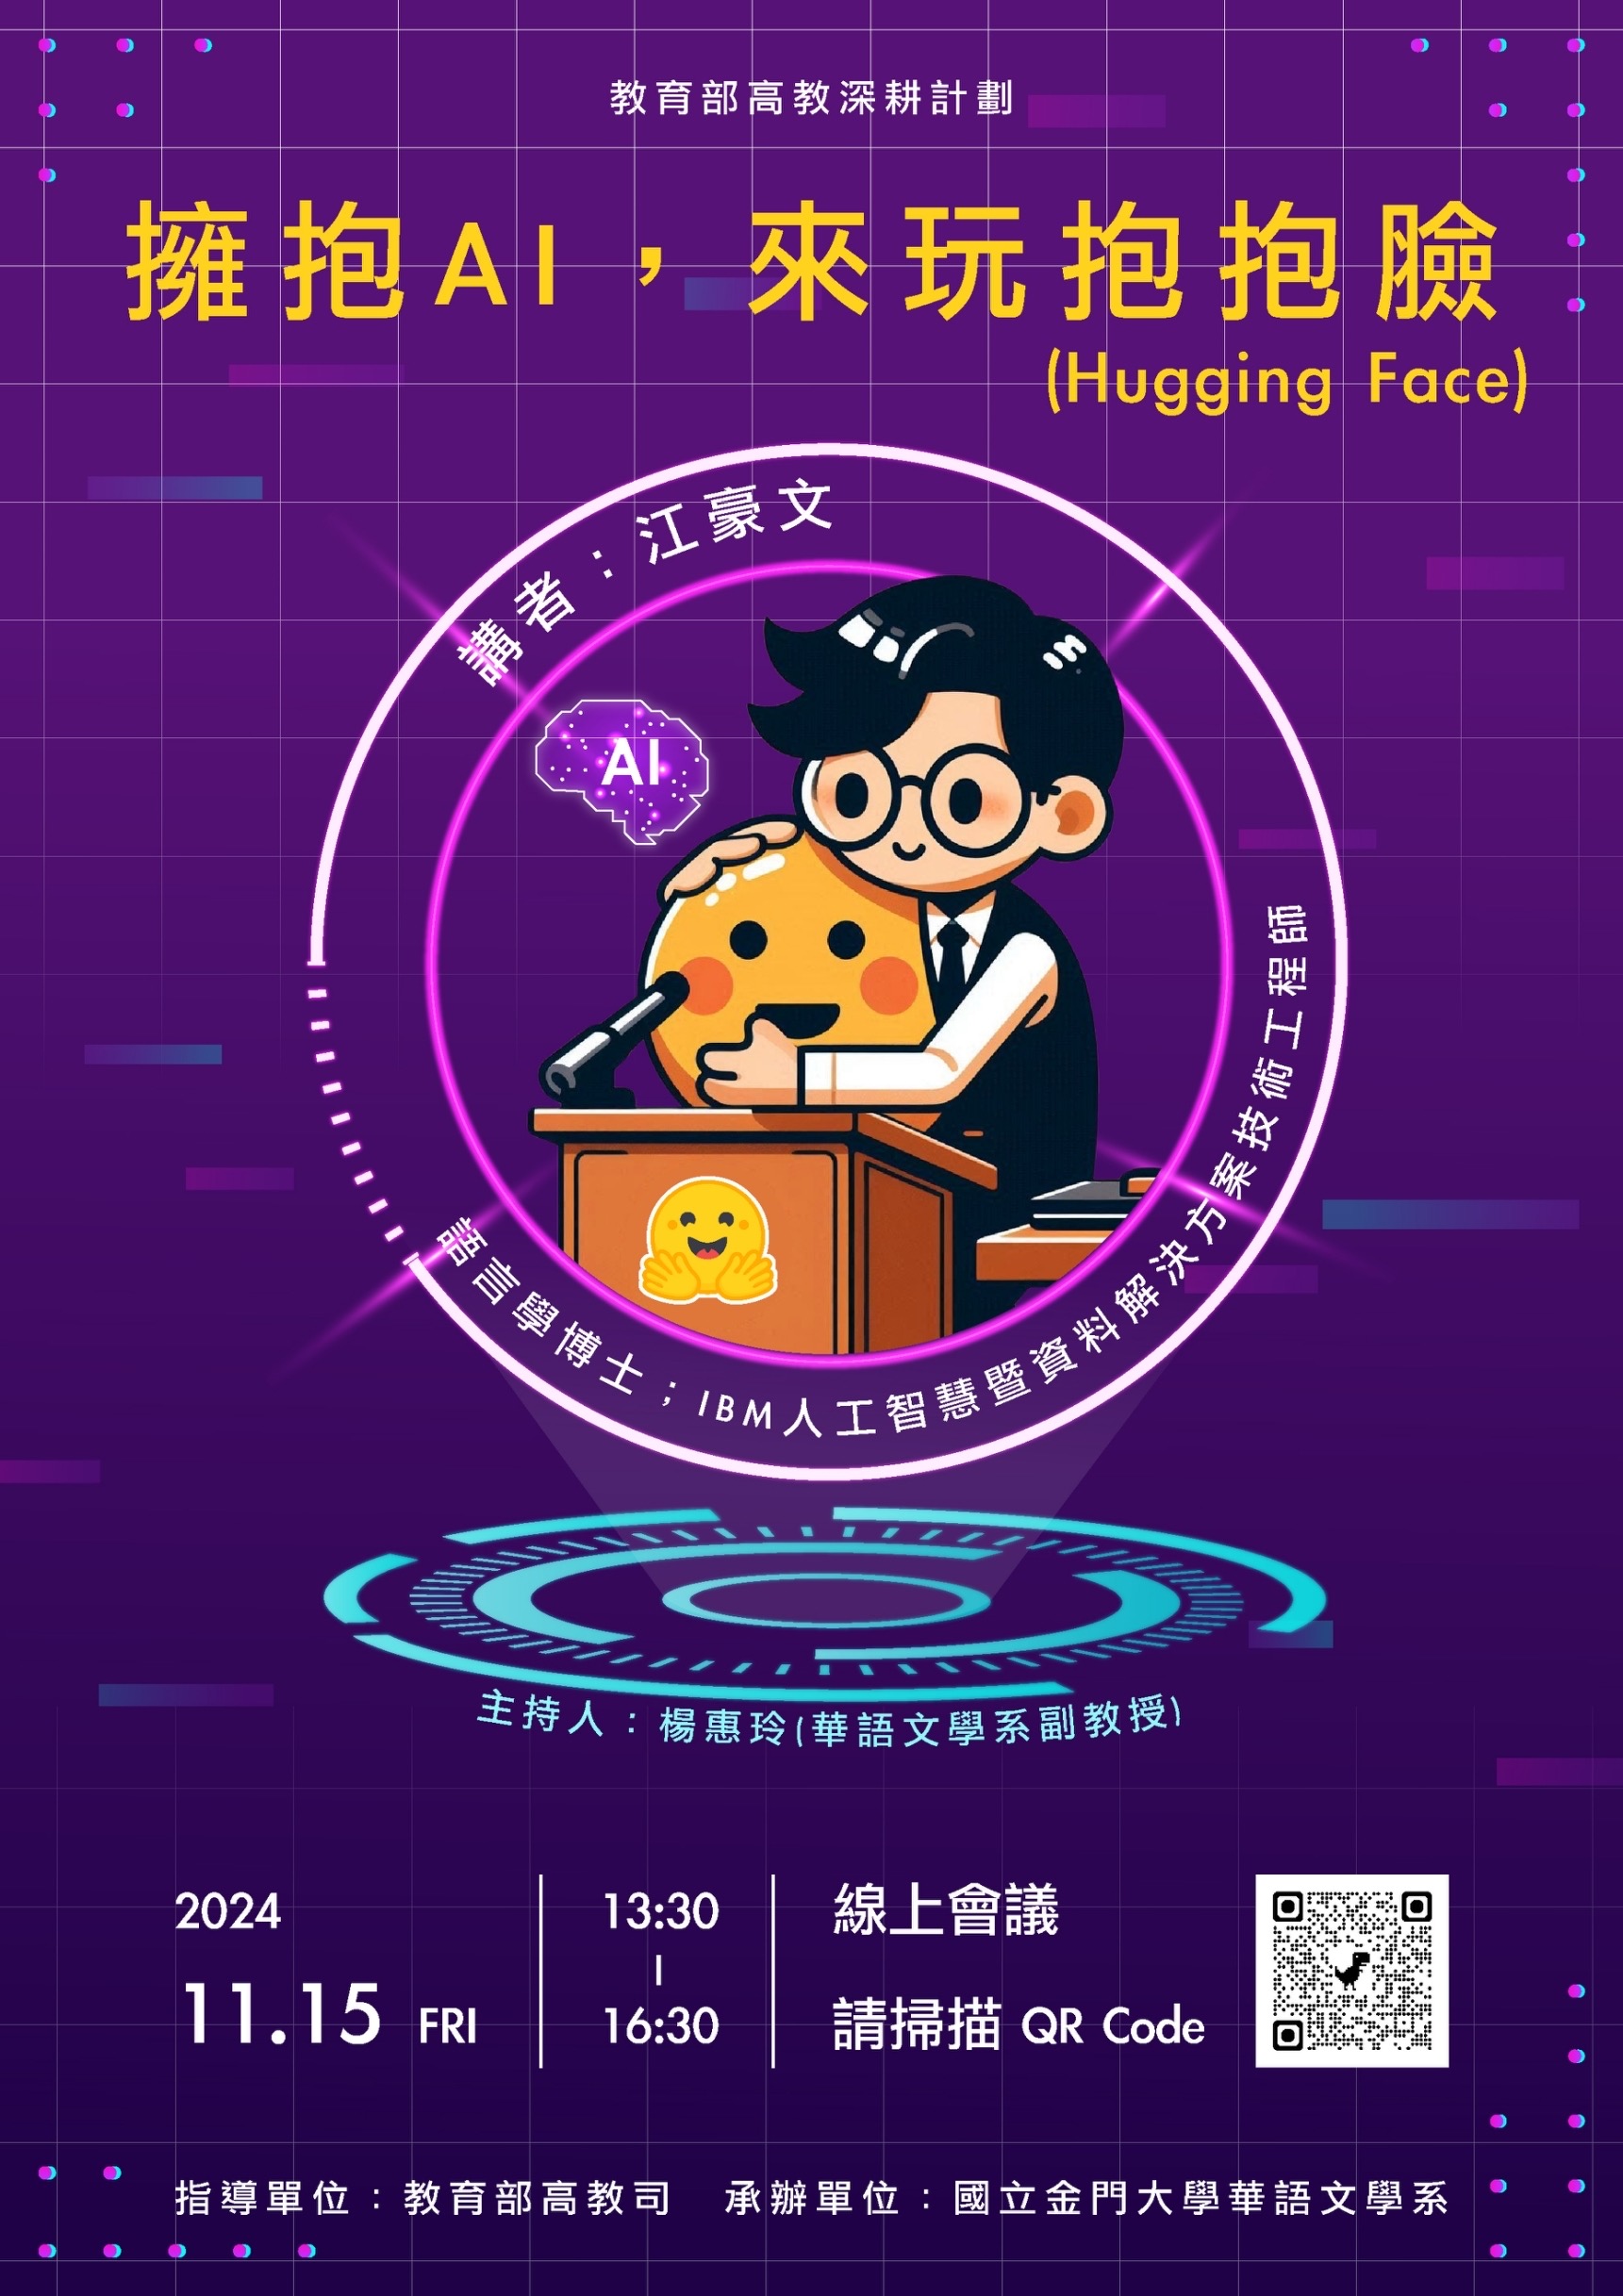 教育部高教深耕計劃
擁抱AI，來玩抱抱臉
(Hugging Face)
講者：江豪文
AI
語言學博士；IBM人工智慧暨資料解決方案技術工程師
主持人：楊惠玲(華語文學系副教授)
2024
11.15 FRI
13:30
|
16:30
線上會議
請掃描 QR Code
指導單位：教育部高教司 承辦單位：國立金門大學華語文學系